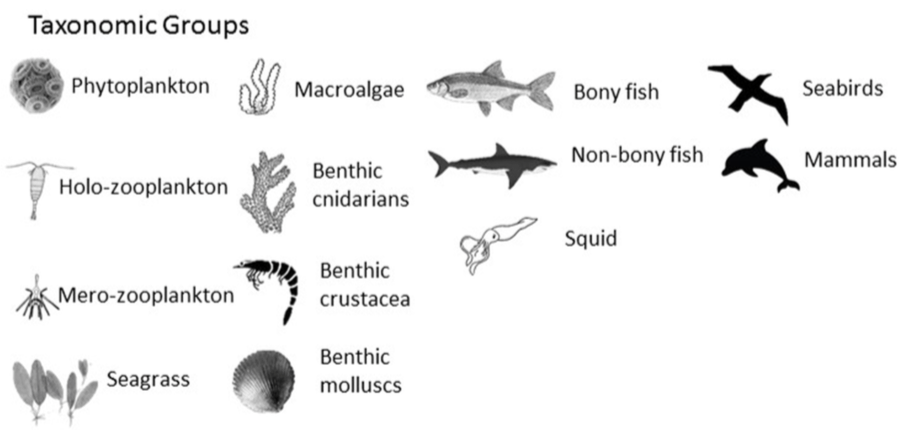 Taxonomic Groups
Phytoplankton
Macroalgae
Bony fish
Seabirds
Holo-zooplankton
Benthic
cnidarians
Non-bony fish
Mammals
Squid
Mero-zooplankton
Benthic
crustacea
Seagrass
Benthic
molluscs